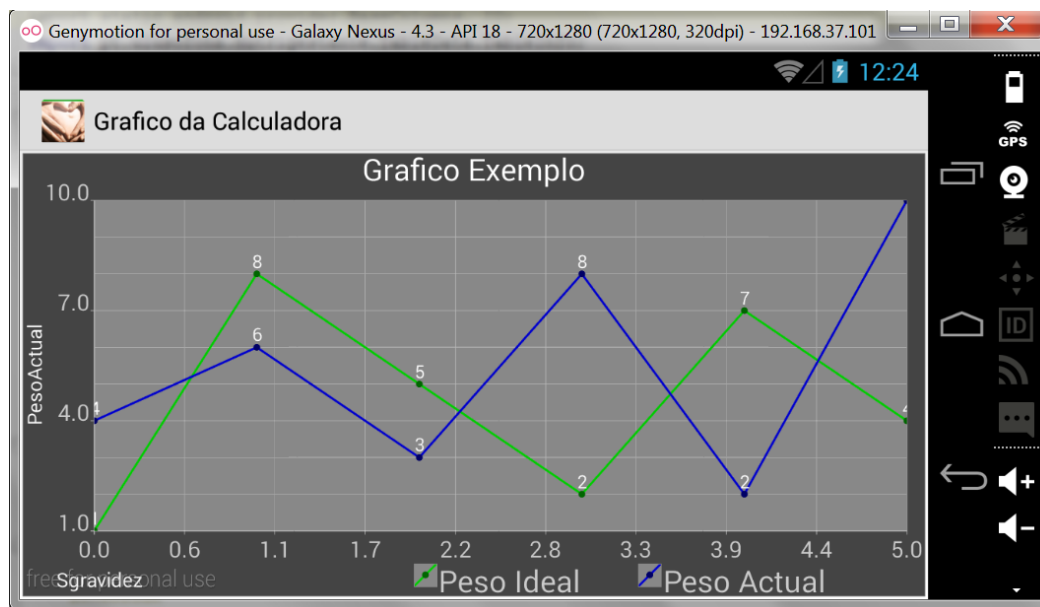 Genymotion for personal use - Galaxy Nexus - 4.3 - API 18 - 720x1280 (720x1280, 320dpi) - 192.168.37.101
12:24
GPS
Grafico da Calculadora
Grafico Exemplo
10.0
8
8
7
7.0
6
5
PesoActual
4
4.0
4
3
2
2
1.0
0.0 0.6 1.1 1.7 2.2 2.8 3.3 3.9 4.4 5.0
free for personal use
Sgravidez
Peso Ideal
Peso Actual
ID